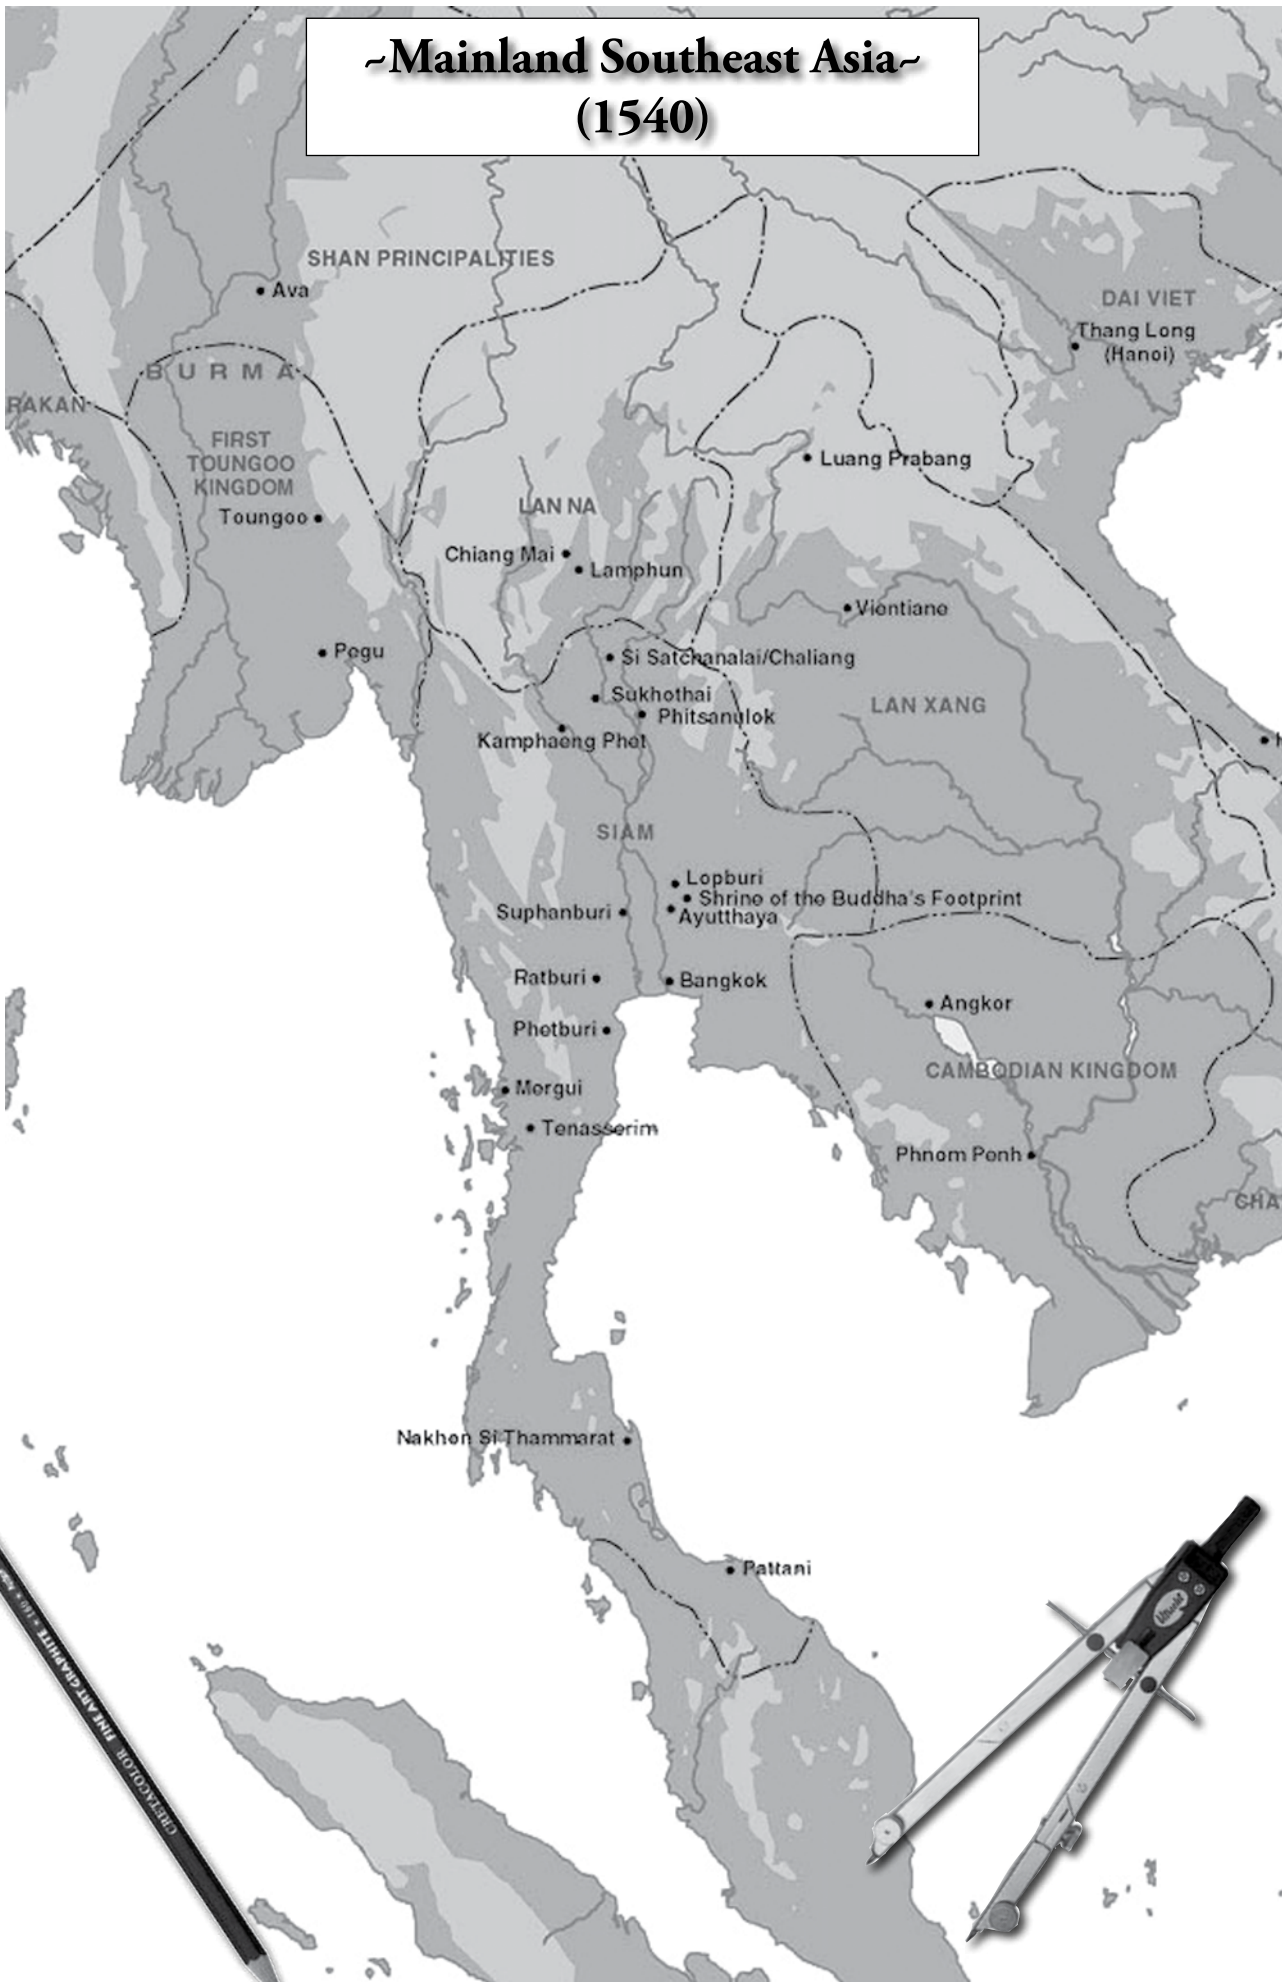 ~Mainland Southeast Asia~
(1540)
SHAN PRINCIPALITIES
Ava
DAI VIET
Thang Long
(Hanoi)
BURMA
RAKAN
FIRST
TOUNGOO
KINGDOM
Toungoo
Luang Prabang
LAN NA
Chiang Mai
Lamphun
Vientiane
Pegu
Si Satchanalai/Chaliang
Sukhothai
Phitsanulok
LAN XANG
Kamphaeng Phet
SIAM
Lopburi
Shrine of the Buddha's Footprint
Suphanburi
Ayutthaya
Ratburi
Bangkok
Angkor
Phetburi
CAMBODIAN KINGDOM
Mergui
Tenasserim
Phnom Penh
CHA
Nakhon Si Thammarat
Pattani
CRETACOLOR FINE ART GRAPHITE